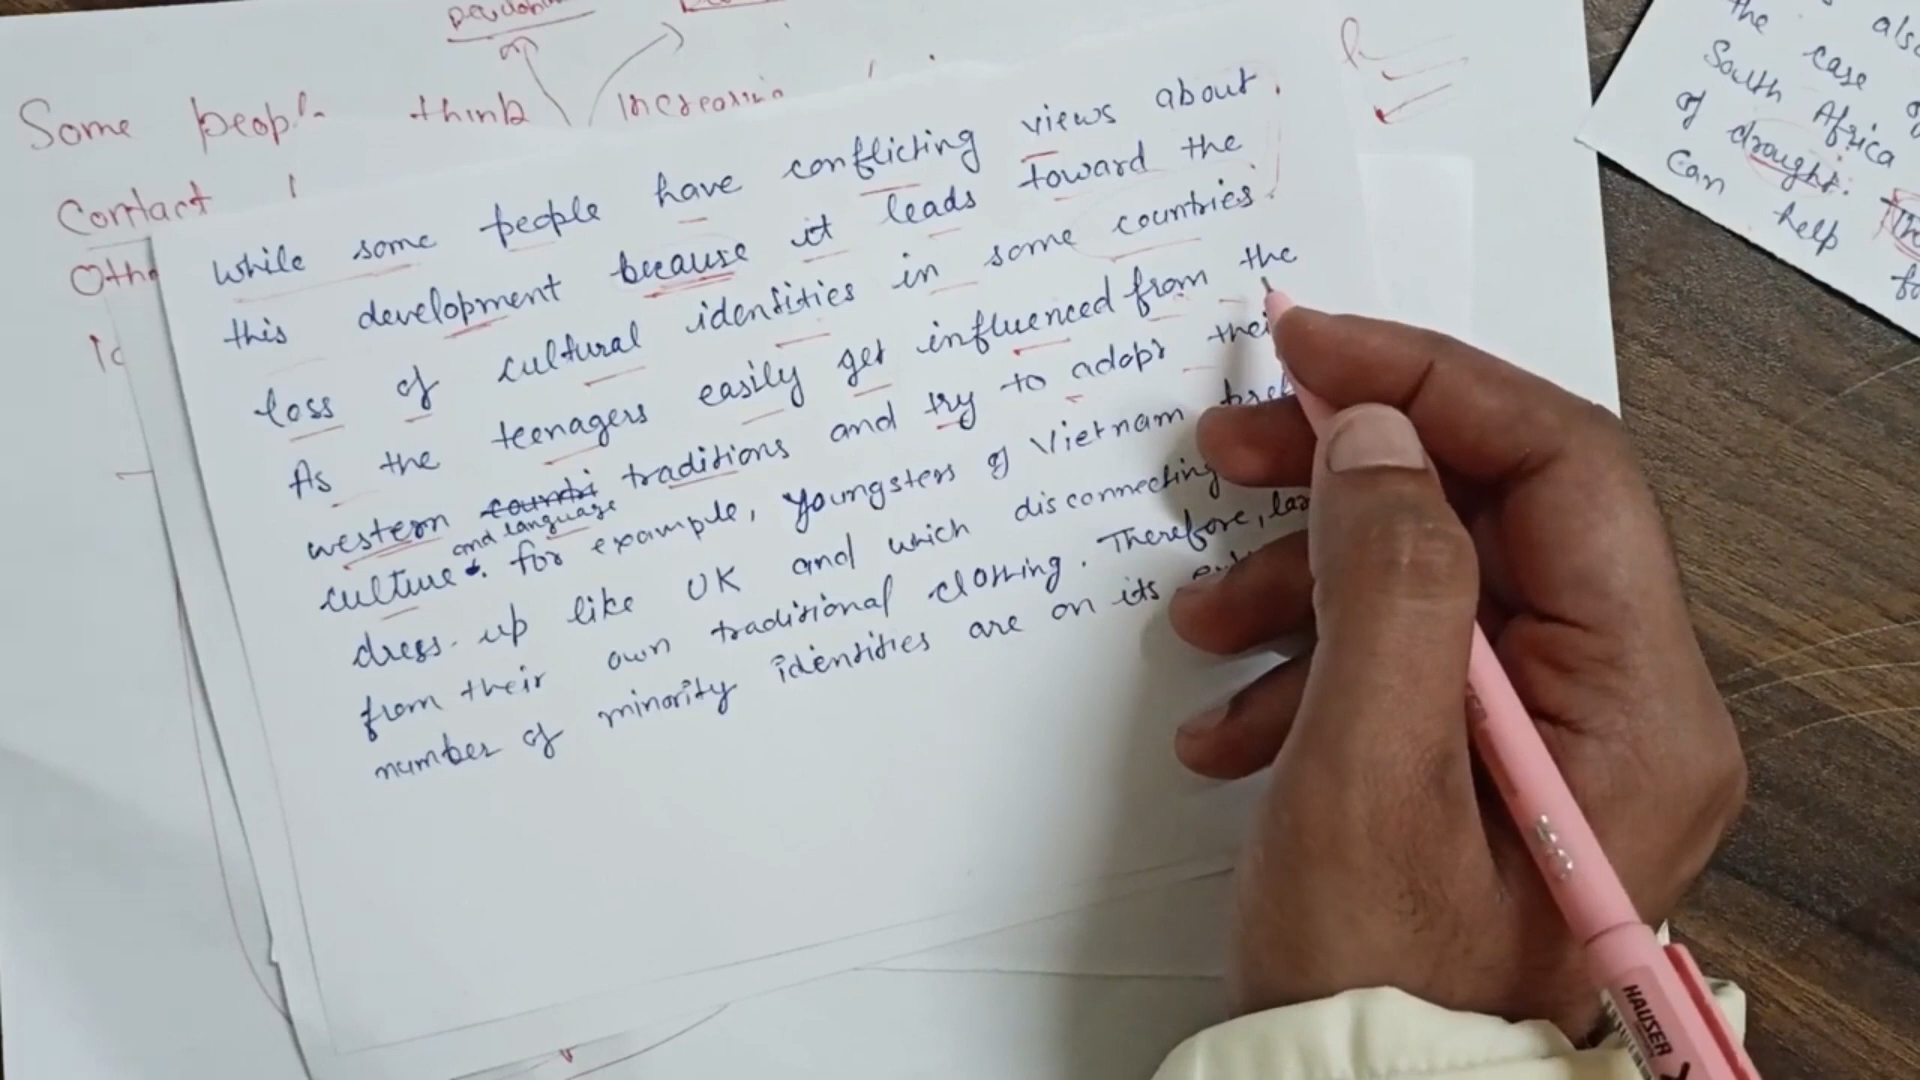 Some think Increasing
Contact
While some people have conflicting views about
this development because it leads toward the
loss of cultural identities in some countries.
As the teenagers easily get influenced from the
western traditions and try to adopt their
and language
culture. for example, youngsters of Vietnam
dress up like UK and which disconnecting
from their own traditional clothing. Therefore,
number of minority identities are on its
the case
South Africa
of drought.
Can help
HAUSER